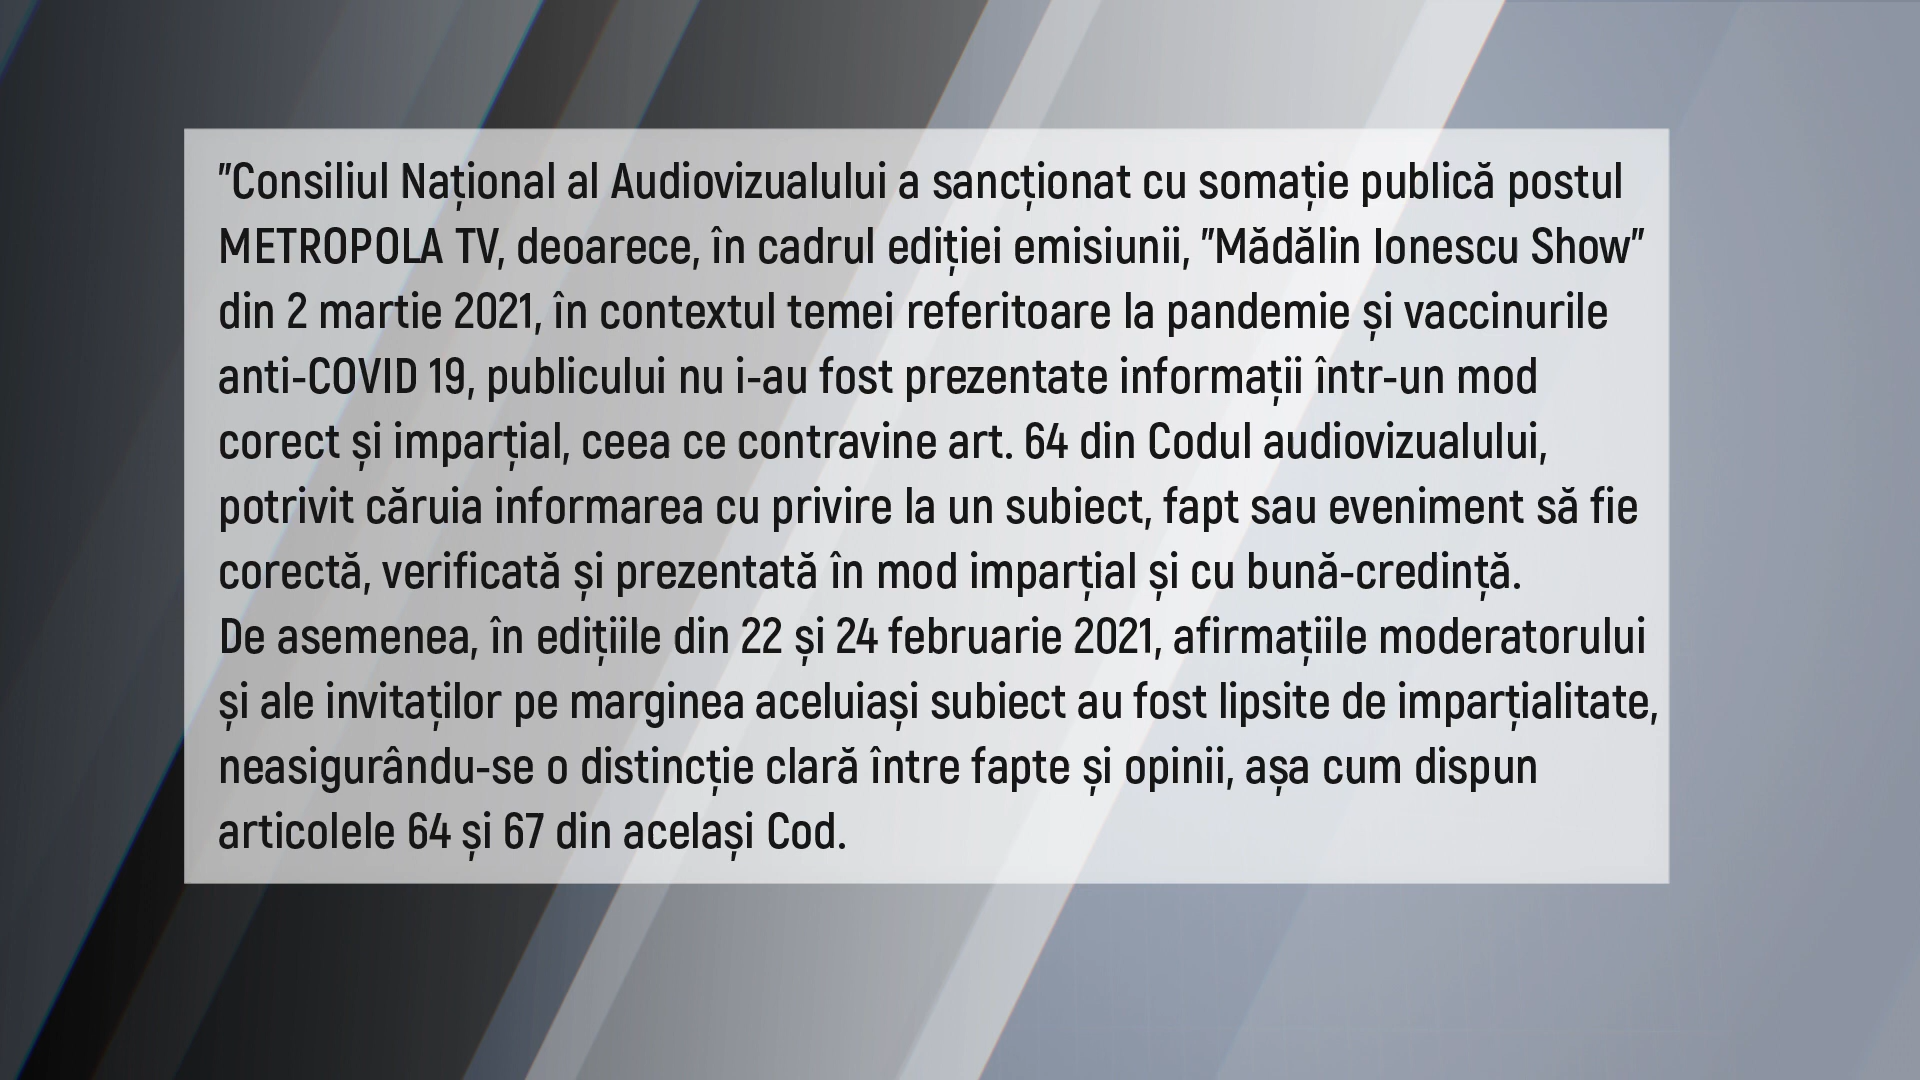 "Consiliul Național al Audiovizualului a sancționat cu somație publică postul
METROPOLA TV, deoarece, în cadrul ediției emisiunii, "Mădălin Ionescu Show"
din 2 martie 2021, în contextul temei referitoare la pandemie și vaccinurile
anti-COVID 19, publicului nu i-au fost prezentate informații într-un mod
corect și imparțial, ceea ce contravine art. 64 din Codul audiovizualului,
potrivit căruia informarea cu privire la un subiect, fapt sau eveniment să fie
corectă, verificată și prezentată în mod imparțial și cu bună-credință.
De asemenea, în edițiile din 22 și 24 februarie 2021, afirmațiile moderatorului
și ale invitaților pe marginea aceluiași subiect au fost lipsite de imparțialitate,
neasigurându-se o distincție clară între fapte și opinii, așa cum dispun
articolele 64 și 67 din același Cod.